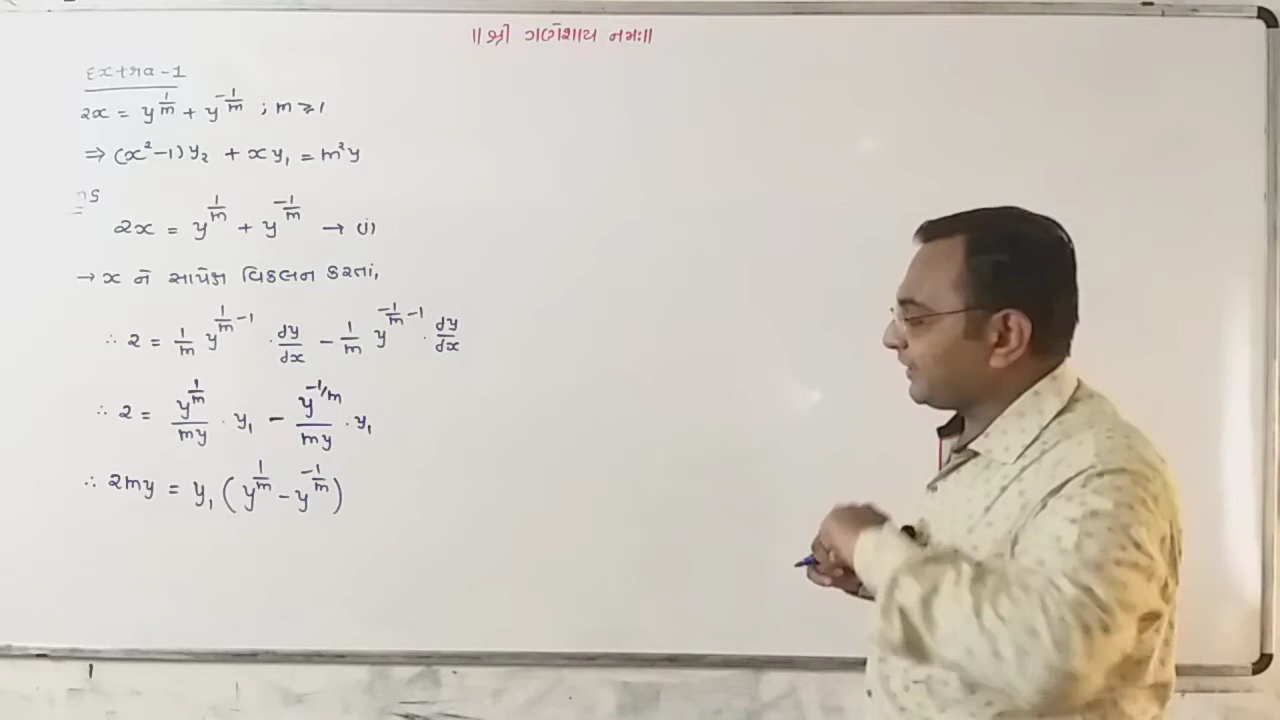 ॥ શ્રી ગણેશાય નમઃ॥
Extra-1
2x = y^{1/m} + y^{-1/m} ; m ≥ 1
⇒ (x²-1)y₂ + xy₁ = m²y
2x = y^{1/m} + y^{-1/m} → (i)
→ x ને સાપેક્ષ વિકલન કરતાં,
∴ 2 = 1/m y^{1/m - 1} · dy/dx - 1/m y^{-1/m - 1} · dy/dx
∴ 2 = y^{1/m}/my · y₁ - y^{-1/m}/my · y₁
∴ 2my = y₁ (y^{1/m} - y^{-1/m})